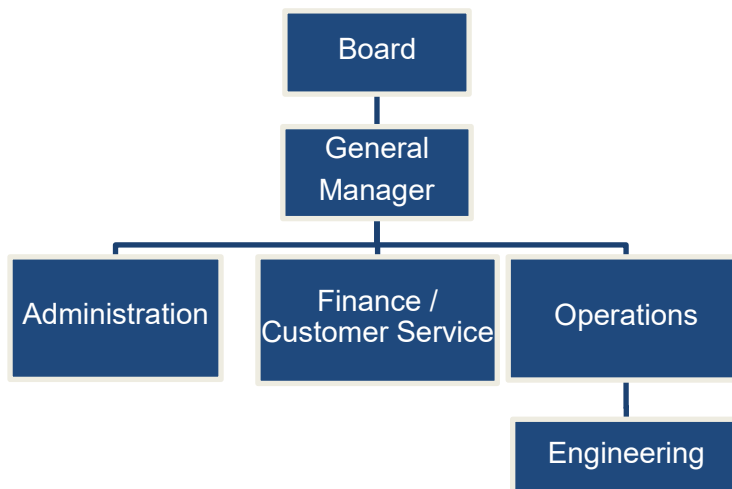 Board
General
Manager
Administration
Finance /
Customer Service
Operations
Engineering